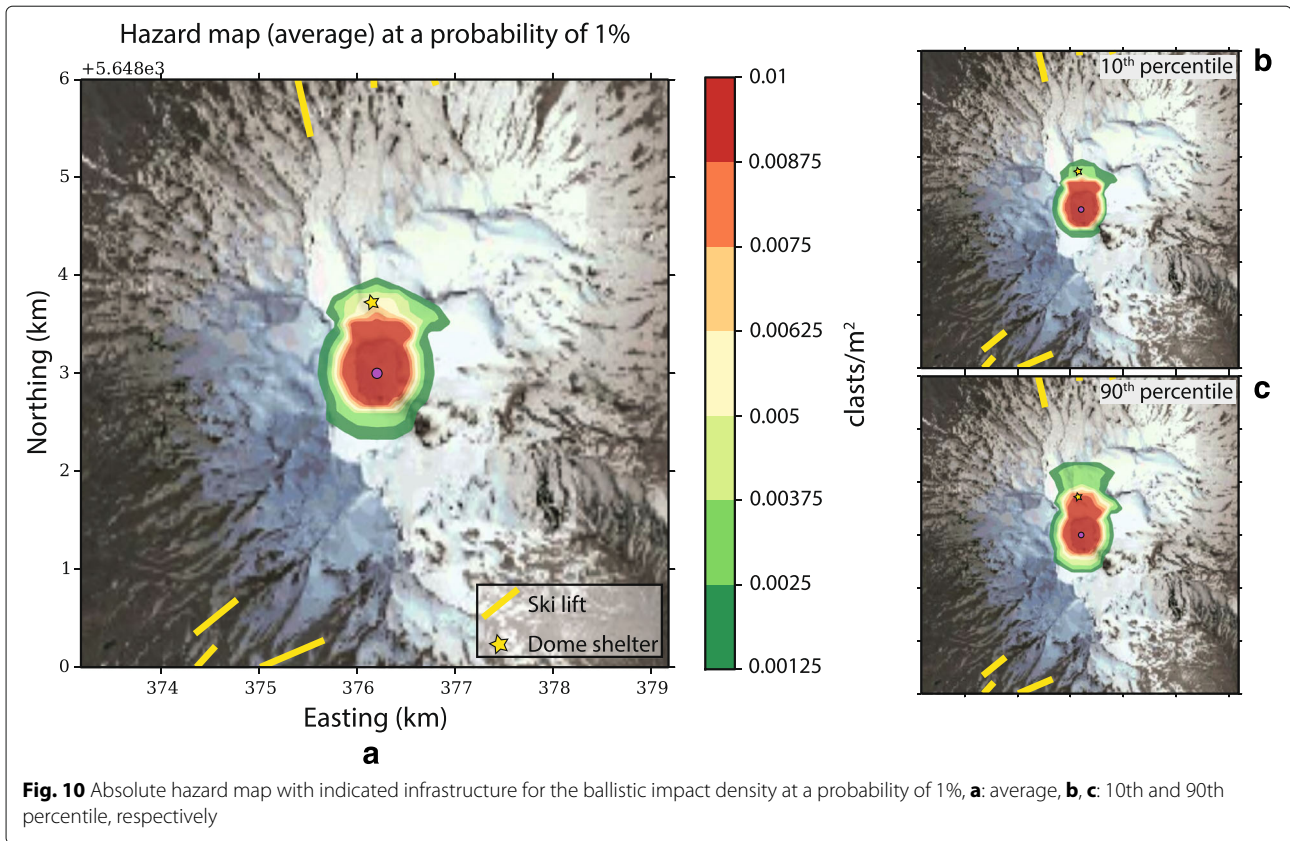 Hazard map (average) at a probability of 1%
+5.648e3
6
5
4
3
2
1
0
Northing (km)
374 375 376 377 378 379
Easting (km)
a
Ski lift
Dome shelter
0.01
0.00875
0.0075
0.00625
0.005
0.00375
0.0025
0.00125
clasts/m²
10th percentile
b
90th percentile
c
Fig. 10 Absolute hazard map with indicated infrastructure for the ballistic impact density at a probability of 1%, a: average, b, c: 10th and 90th
percentile, respectively